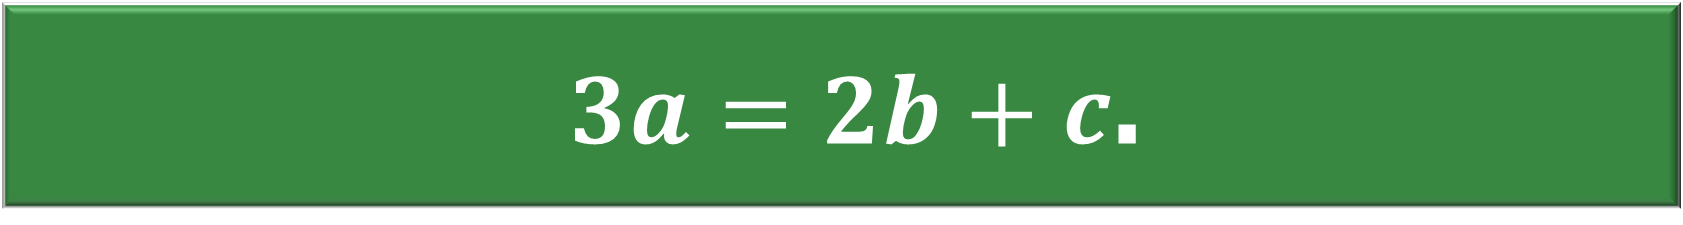 3a = 2b + c.